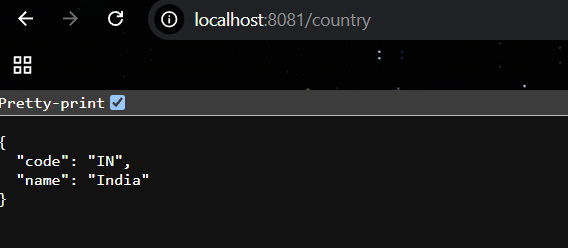 localhost:8081/country
Pretty-print
{
  "code": "IN",
  "name": "India"
}